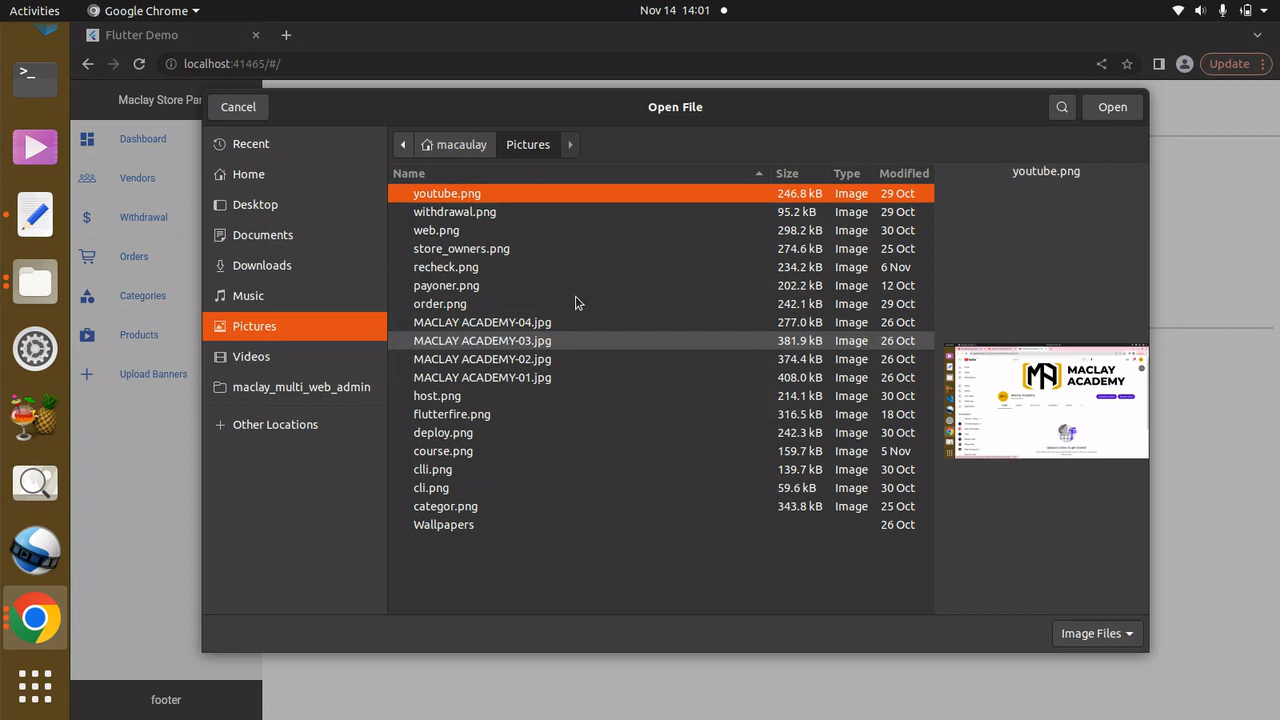 Activities
Google Chrome
Nov 14 14:01
Flutter Demo
localhost:41465/#/
Update
Maclay Store Pan
Cancel
Open File
Open
Dashboard
Vendors
Withdrawal
Orders
Categories
Products
Upload Banners
footer
Recent
Home
Desktop
Documents
Downloads
Music
Pictures
Videos
maclay_multi_web_admin
Other Locations
macaulay
Pictures
Name Size Type Modified
youtube.png 246.8 kB Image 29 Oct
withdrawal.png 95.2 kB Image 29 Oct
web.png 298.2 kB Image 30 Oct
store_owners.png 274.6 kB Image 25 Oct
recheck.png 234.2 kB Image 6 Nov
payoner.png 202.2 kB Image 12 Oct
order.png 242.1 kB Image 29 Oct
MACLAY ACADEMY-04.jpg 277.0 kB Image 26 Oct
MACLAY ACADEMY-03.jpg 361.9 kB Image 26 Oct
MACLAY ACADEMY-02.jpg 374.4 kB Image 26 Oct
MACLAY ACADEMY-01.jpg 408.0 kB Image 26 Oct
host.png 214.1 kB Image 30 Oct
flutterfire.png 116.5 kB Image 18 Oct
deploy.png 242.3 kB Image 30 Oct
course.png 131.7 kB Image 5 Nov
clli.png 139.7 kB Image 30 Oct
cli.png 59.6 kB Image 30 Oct
categor.png 343.8 kB Image 25 Oct
Wallpapers 26 Oct
youtube.png
MACLAY
ACADEMY
Image Files